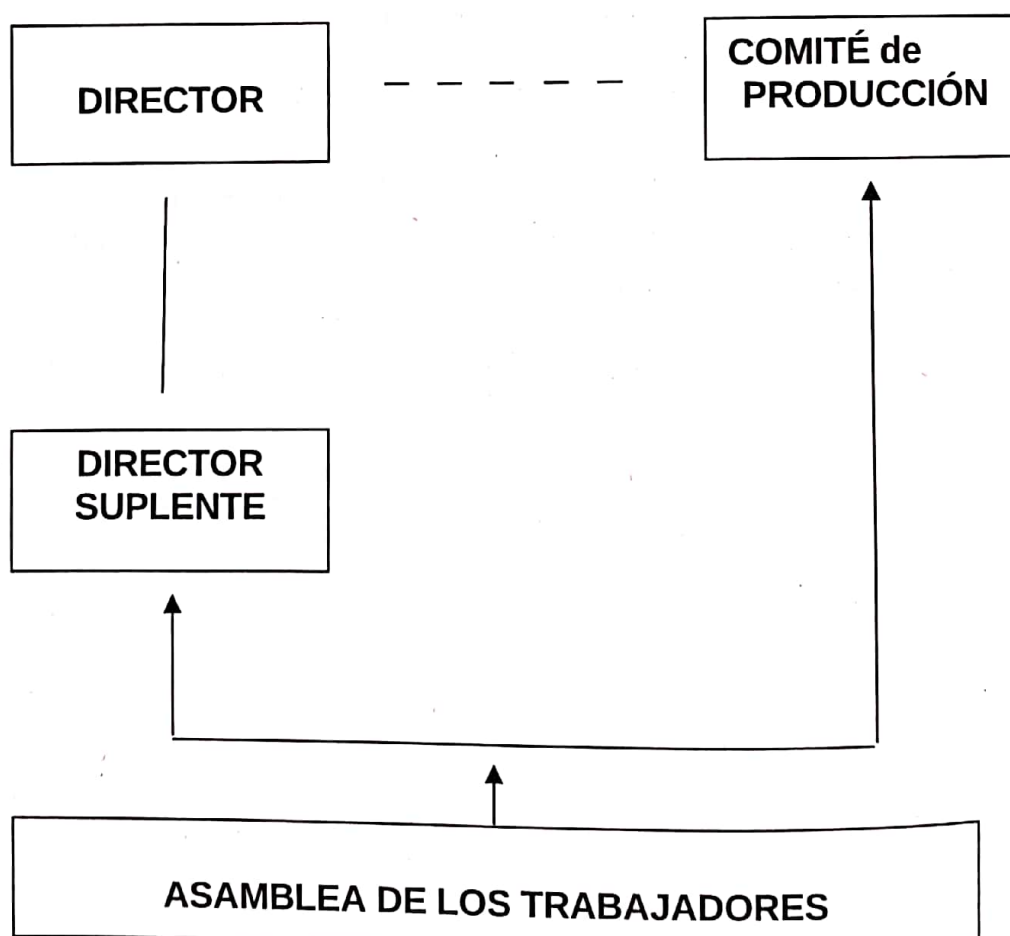 DIRECTOR
COMITÉ de
PRODUCCIÓN
DIRECTOR
SUPLENTE
ASAMBLEA DE LOS TRABAJADORES